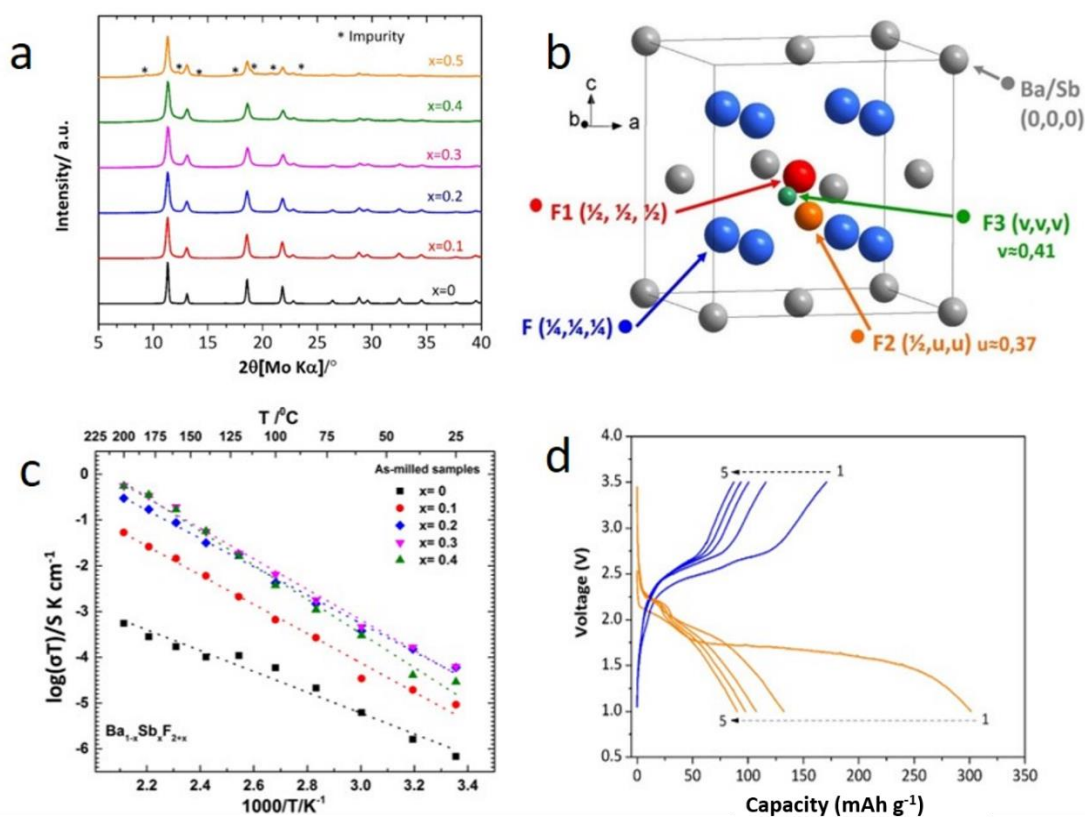 a
* Impurity
x=0.5
x=0.4
x=0.3
x=0.2
x=0.1
x=0
Intensity/ a.u.
5 10 15 20 25 30 35 40
2θ[Mo Kα]/°
b
c
b a
Ba/Sb
(0,0,0)
F1 (½, ½, ½)
F3 (v,v,v)
v≈0,41
F (¼,¼,¼)
F2 (½,u,u) u≈0,37
c
T /⁰C
225 200 175 150 125 100 75 50 25
As-milled samples
x= 0
x= 0.1
x= 0.2
x= 0.3
x= 0.4
log(σT)/S K cm⁻¹
0
-1
-2
-3
-4
-5
-6
Ba₁₋ₓSbₓF₂₊ₓ
2.2 2.4 2.6 2.8 3.0 3.2 3.4
1000/T/K⁻¹
d
Voltage (V)
4.0
3.5
3.0
2.5
2.0
1.5
1.0
0.5
5 1
5 1
0 50 100 150 200 250 300 350
Capacity (mAh g⁻¹)